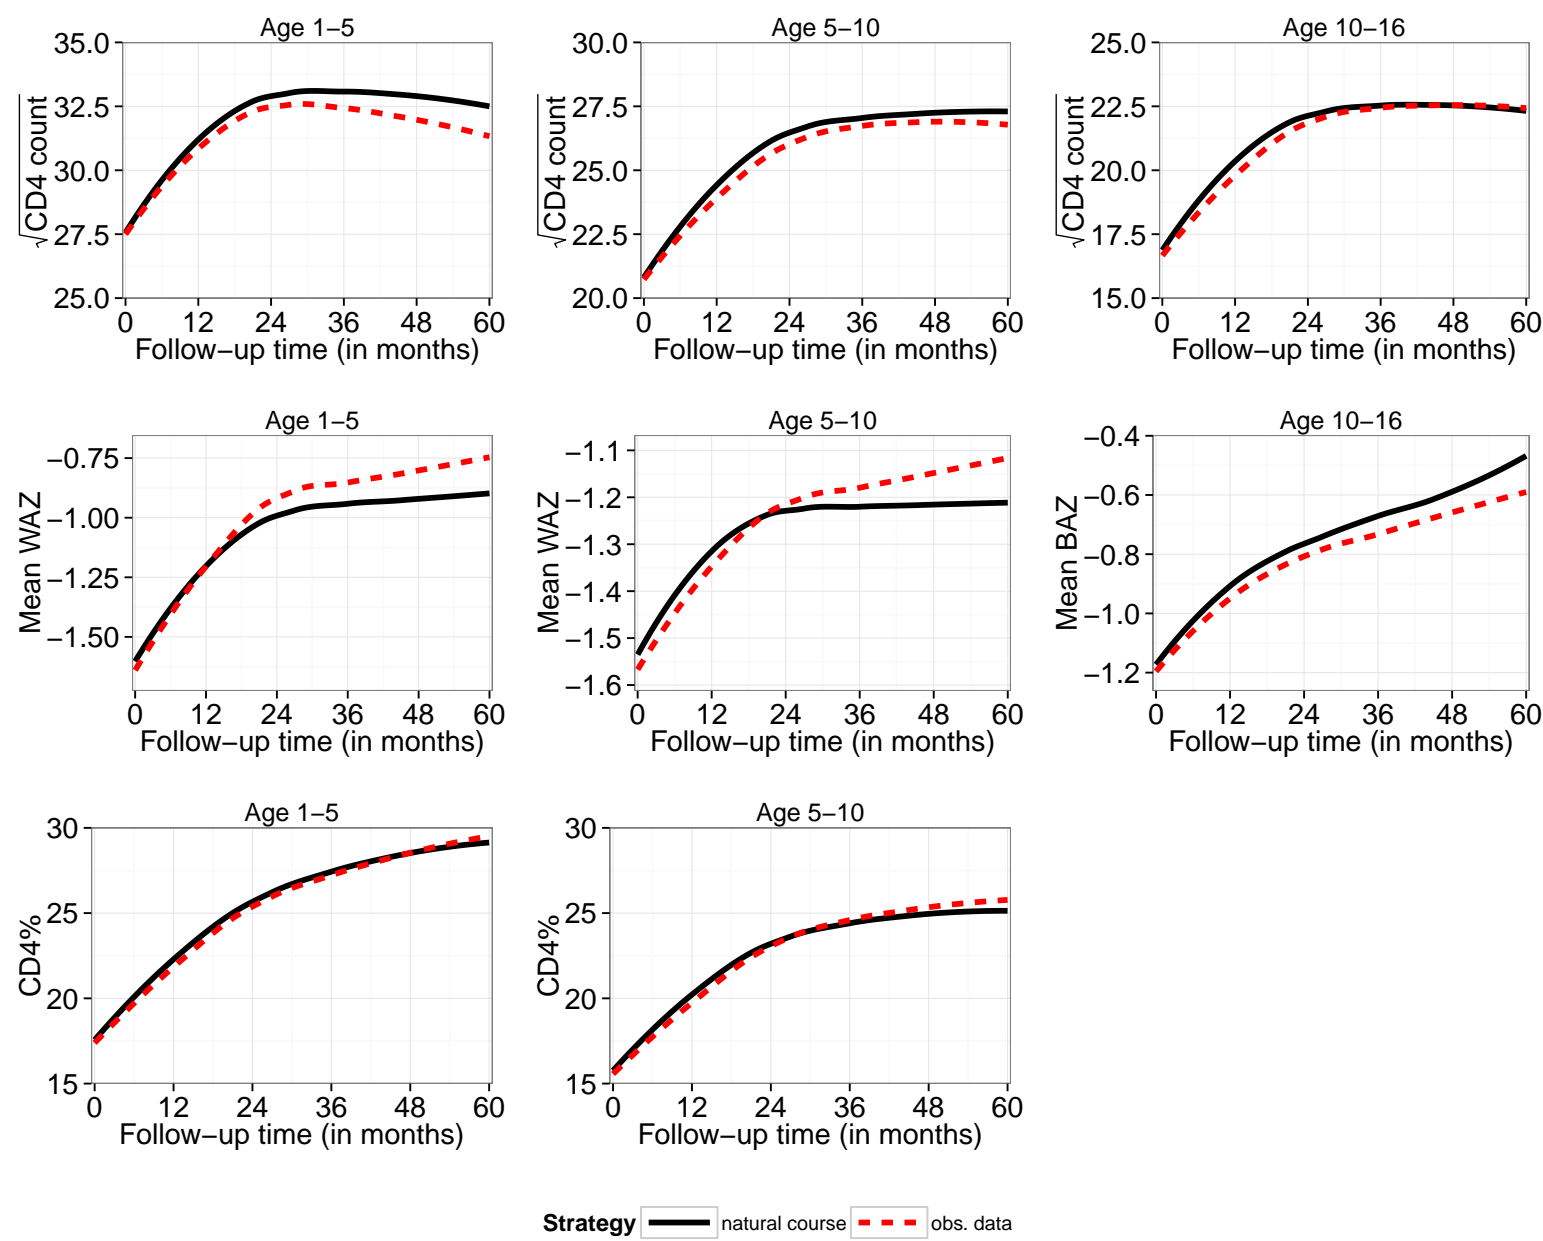 Age 1–5
35.0
32.5
30.0
27.5
25.0
√CD4 count
0 12 24 36 48 60
Follow–up time (in months)
Age 5–10
30.0
27.5
25.0
22.5
20.0
√CD4 count
0 12 24 36 48 60
Follow–up time (in months)
Age 10–16
25.0
22.5
20.0
17.5
15.0
√CD4 count
0 12 24 36 48 60
Follow–up time (in months)
Age 1–5
−0.75
−1.00
−1.25
−1.50
Mean WAZ
0 12 24 36 48 60
Follow–up time (in months)
Age 5–10
−1.1
−1.2
−1.3
−1.4
−1.5
−1.6
Mean WAZ
0 12 24 36 48 60
Follow–up time (in months)
Age 10–16
−0.4
−0.6
−0.8
−1.0
−1.2
Mean BAZ
0 12 24 36 48 60
Follow–up time (in months)
Age 1–5
30
25
20
15
CD4%
0 12 24 36 48 60
Follow–up time (in months)
Age 5–10
30
25
20
15
CD4%
0 12 24 36 48 60
Follow–up time (in months)
Strategy natural course obs. data